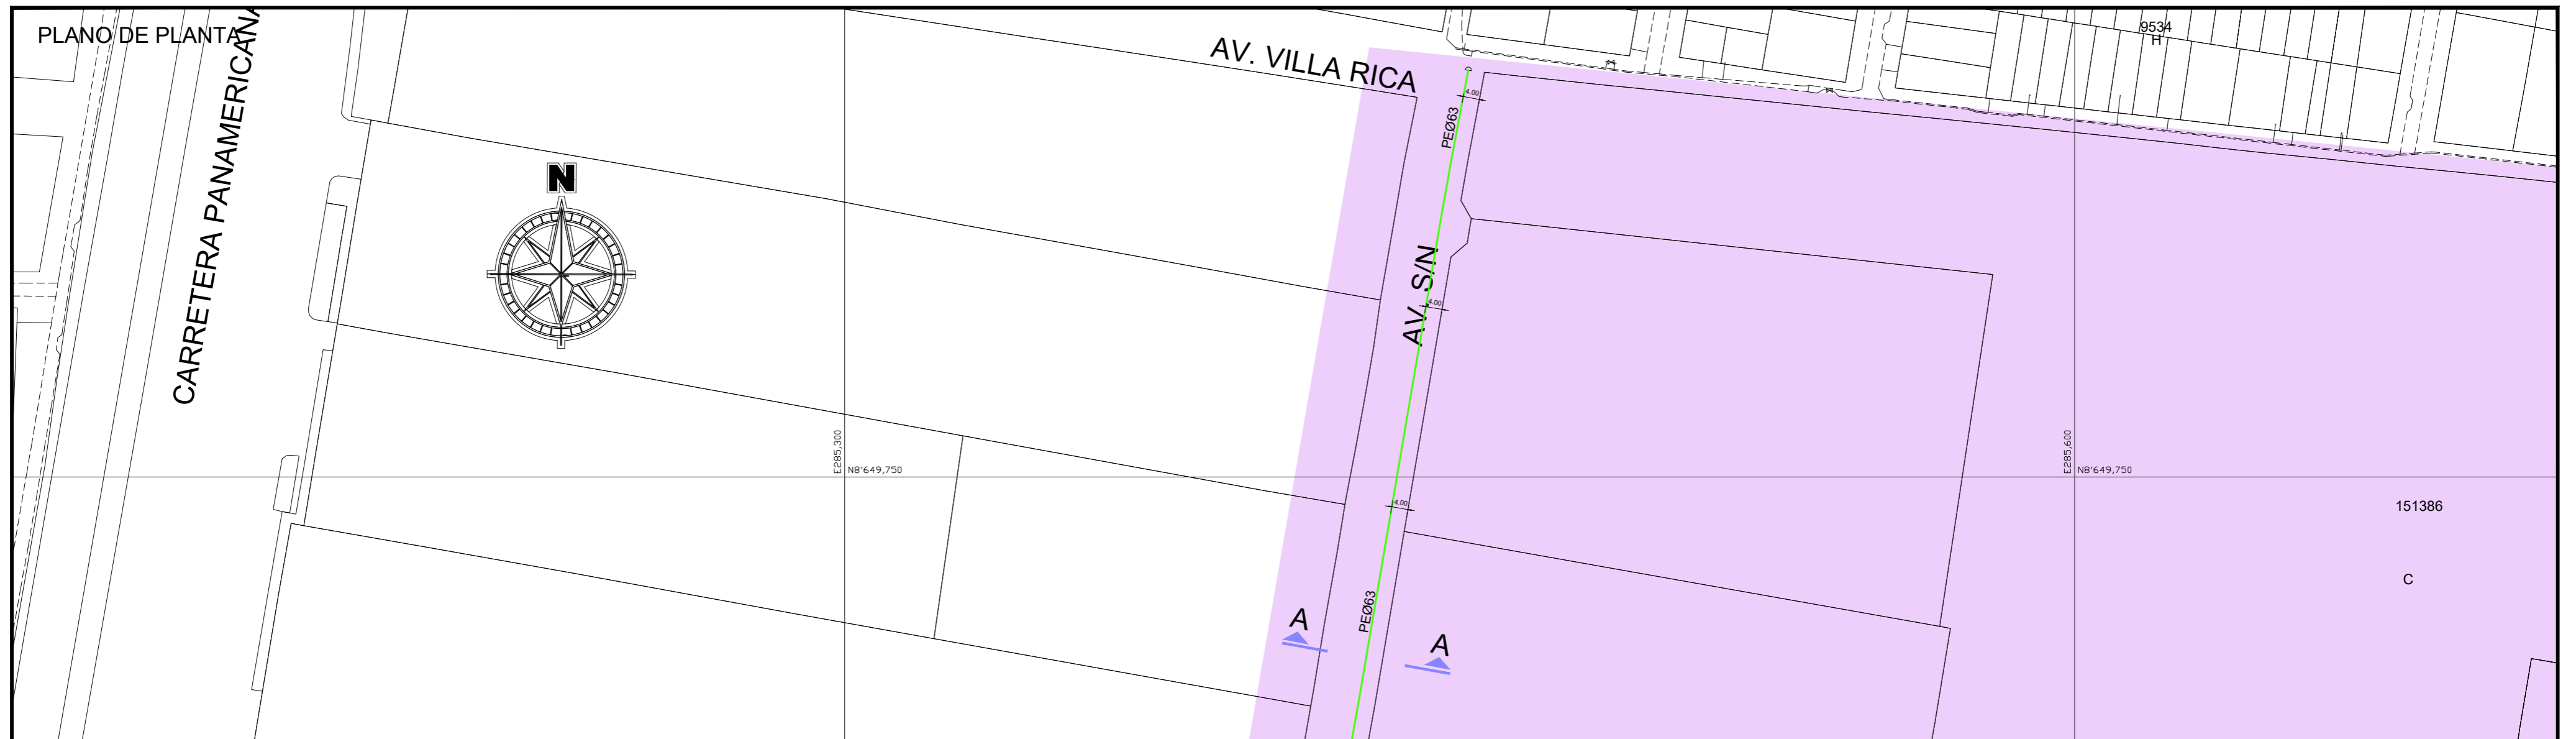 PLANO DE PLANTA
CARRETERA PANAMERICANA
N
AV. VILLA RICA
9534
H
4.00
PEØ63
AV. S/N
4.00
E285,300
N8'649,750
E285,600
N8'649,750
4.00
151386
C
PEØ63
A
A